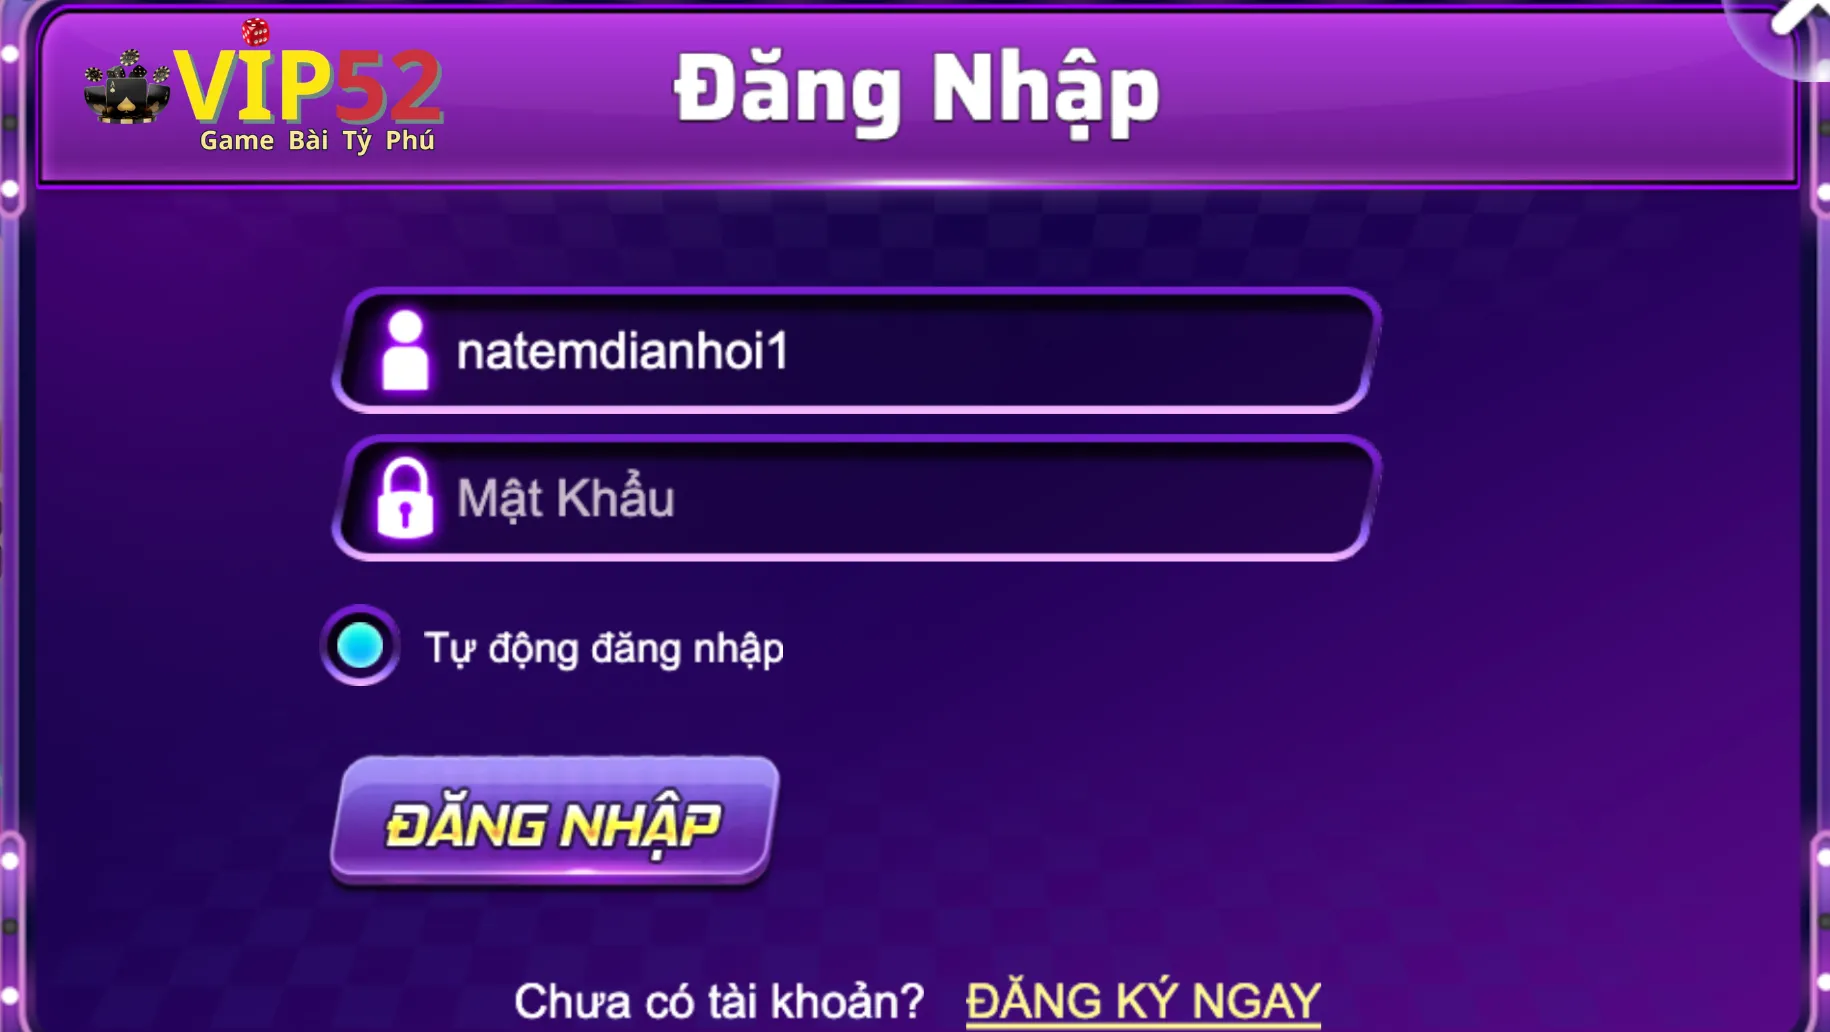 VIP52
Game Bài Tỷ Phú
Đăng Nhập
natemdianhoi1
Mật Khẩu
Tự động đăng nhập
ĐĂNG NHẬP
Chưa có tài khoản? ĐĂNG KÝ NGAY